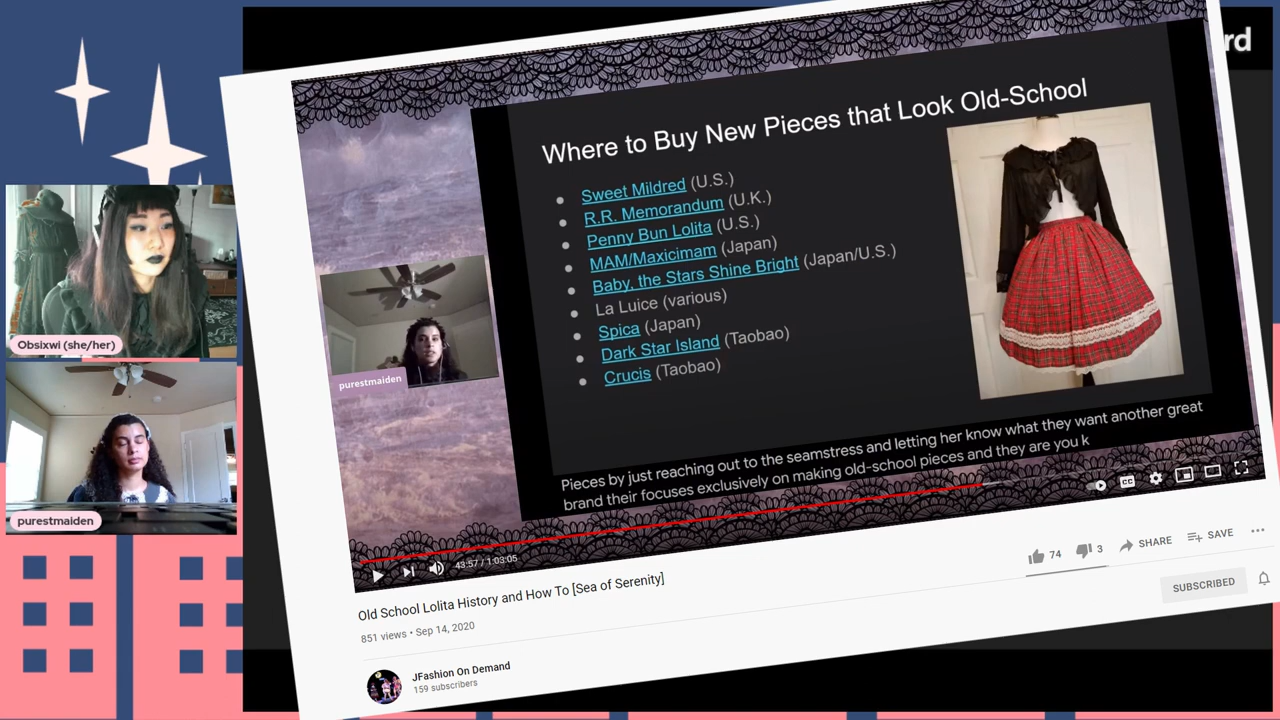 rd
Where to Buy New Pieces that Look Old-School
Sweet Mildred (U.S.)
R.R. Memorandum (U.K.)
Penny Bun Lolita (U.S.)
MAM/Maxicimam (Japan)
Baby, the Stars Shine Bright (Japan/U.S.)
La Luice (various)
Spica (Japan)
Dark Star Island (Taobao)
Crucis (Taobao)
purestmaiden
Pieces by just reaching out to the seamstress and letting her know what they want another great
brand their focuses exclusively on making old-school pieces and they are you k
43:57 / 1:03:05
CC
Old School Lolita History and How To [Sea of Serenity]
851 views • Sep 14, 2020
74
3
SHARE
SAVE
SUBSCRIBED
JFashion On Demand
159 subscribers
Obsixwi (she/her)
purestmaiden